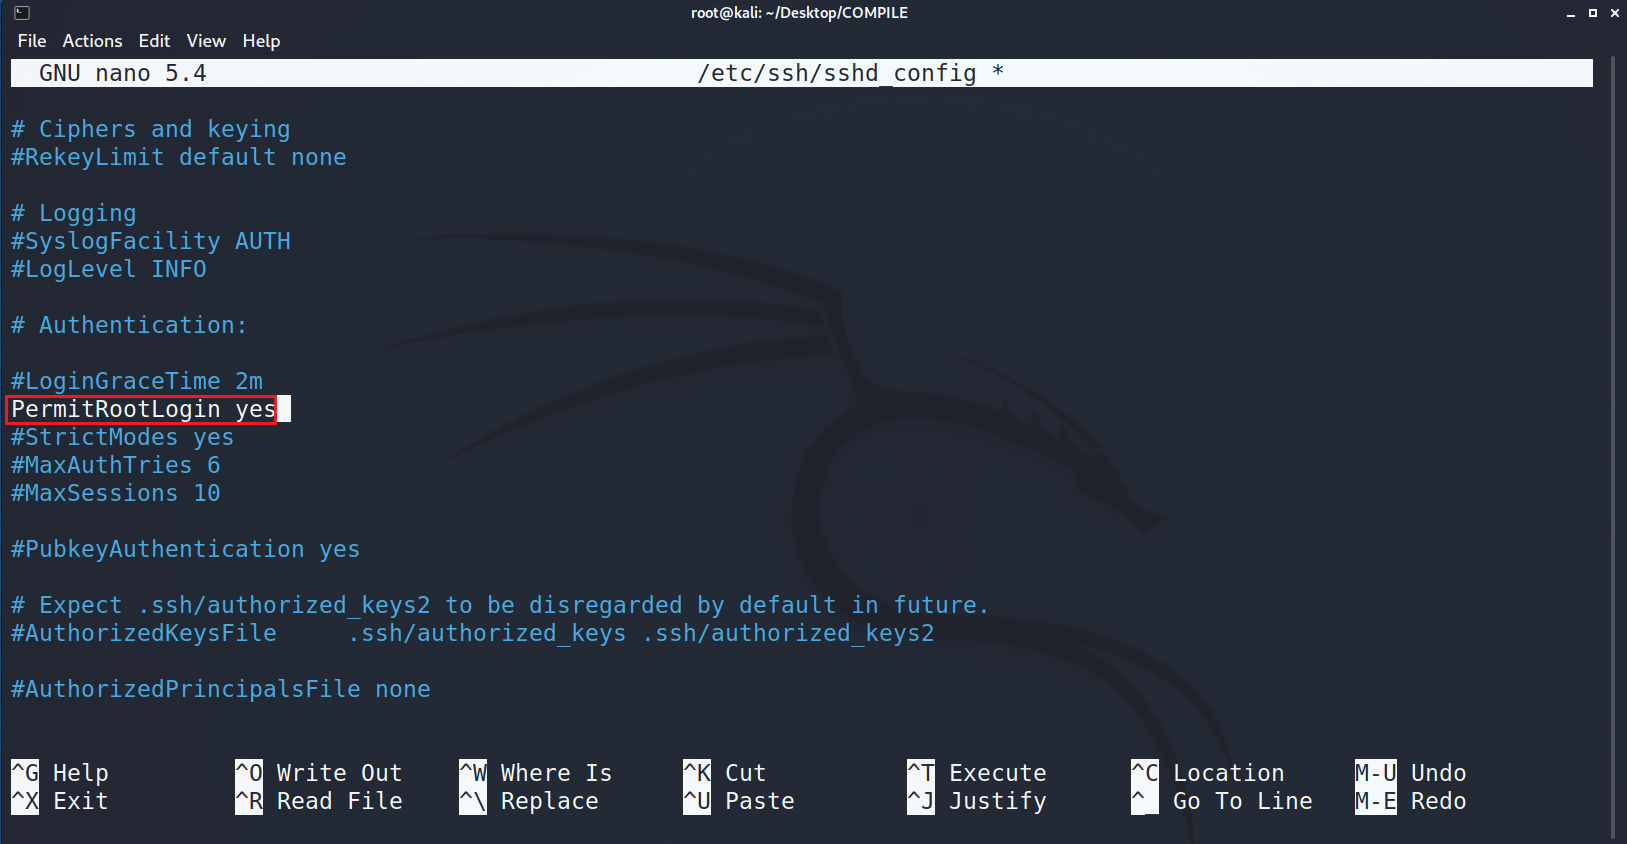 root@kali: ~/Desktop/COMPILE
File Actions Edit View Help
GNU nano 5.4 /etc/ssh/sshd_config *
# Ciphers and keying
#RekeyLimit default none
# Logging
#SyslogFacility AUTH
#LogLevel INFO
# Authentication:
#LoginGraceTime 2m
PermitRootLogin yes
#StrictModes yes
#MaxAuthTries 6
#MaxSessions 10
#PubkeyAuthentication yes
# Expect .ssh/authorized_keys2 to be disregarded by default in future.
#AuthorizedKeysFile .ssh/authorized_keys .ssh/authorized_keys2
#AuthorizedPrincipalsFile none
^G Help ^O Write Out ^W Where Is ^K Cut ^T Execute ^C Location M-U Undo
^X Exit ^R Read File ^\ Replace ^U Paste ^J Justify ^_ Go To Line M-E Redo